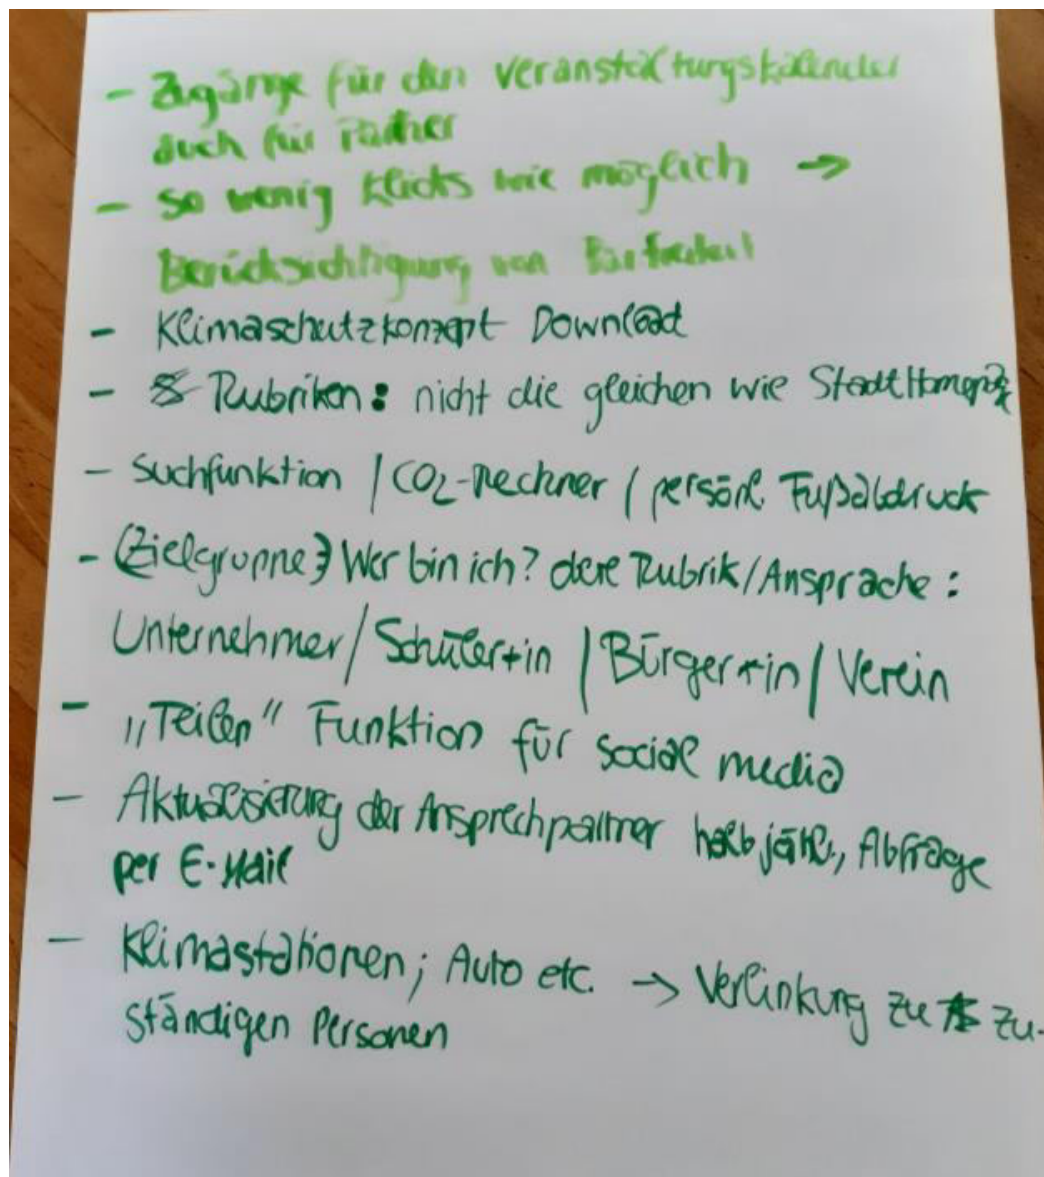 - Zugänge für den Veranstaltungskalender
auch für Partner
- so wenig Klicks wie möglich →
Berücksichtigung von
- Klimaschutzkonzept Download
- Rubriken: nicht die gleichen wie Stadt Homepage
- Suchfunktion / CO₂-Rechner / persönl. Fußabdruck
- (Zielgruppe) Wer bin ich? Rubrik/Ansprache:
Unternehmer/Schüler+in / Bürger+in / Verein
- „Teilen" Funktion für social media
- Aktualisierung der Ansprechpartner halbjährl., Abfrage
per E-Mail
- Klimastationen; Auto etc. → Verlinkung zu zu-
ständigen Personen